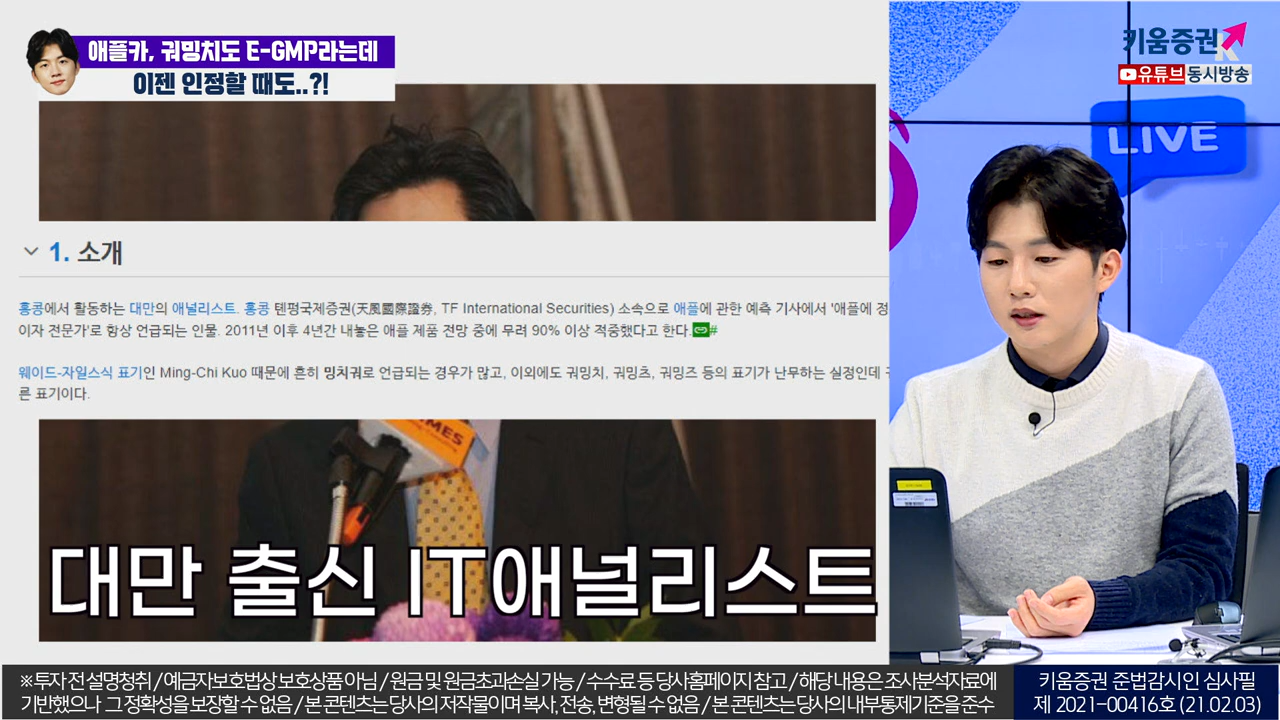 애플카, 궈밍치도 E-GMP라는데
이젠 인정할 때도..?!
키움증권
유튜브 동시방송
LIVE
1. 소개
홍콩에서 활동하는 대만의 애널리스트. 홍콩 톈펑국제증권(天風國際證券, TF International Securities) 소속으로 애플에 관한 예측 기사에서 '애플에 정
이자 전문가'로 항상 언급되는 인물. 2011년 이후 4년간 내놓은 애플 제품 전망 중에 무려 90% 이상 적중했다고 한다.#
웨이드-자일스식 표기인 Ming-Chi Kuo 때문에 흔히 밍치궈로 언급되는 경우가 많고, 이외에도 궈밍치, 궈밍츠, 궈밍즈 등의 표기가 난무하는 실정인데
른 표기이다.
대만 출신 IT애널리스트
※투자 전 설명청취 / 예금자보호법상 보호상품 아님 / 원금 및 원금초과손실 가능 / 수수료 등 당사홈페이지 참고 / 해당 내용은 조사분석자료에
기반했으나 그 정확성을 보장할 수 없음 / 본 콘텐츠는 당사의 저작물이며 복사, 전송, 변형될 수 없음 / 본 콘텐츠는 당사의 내부통제기준을 준수
키움증권 준법감시인 심사필
제 2021-00416호 (21.02.03)